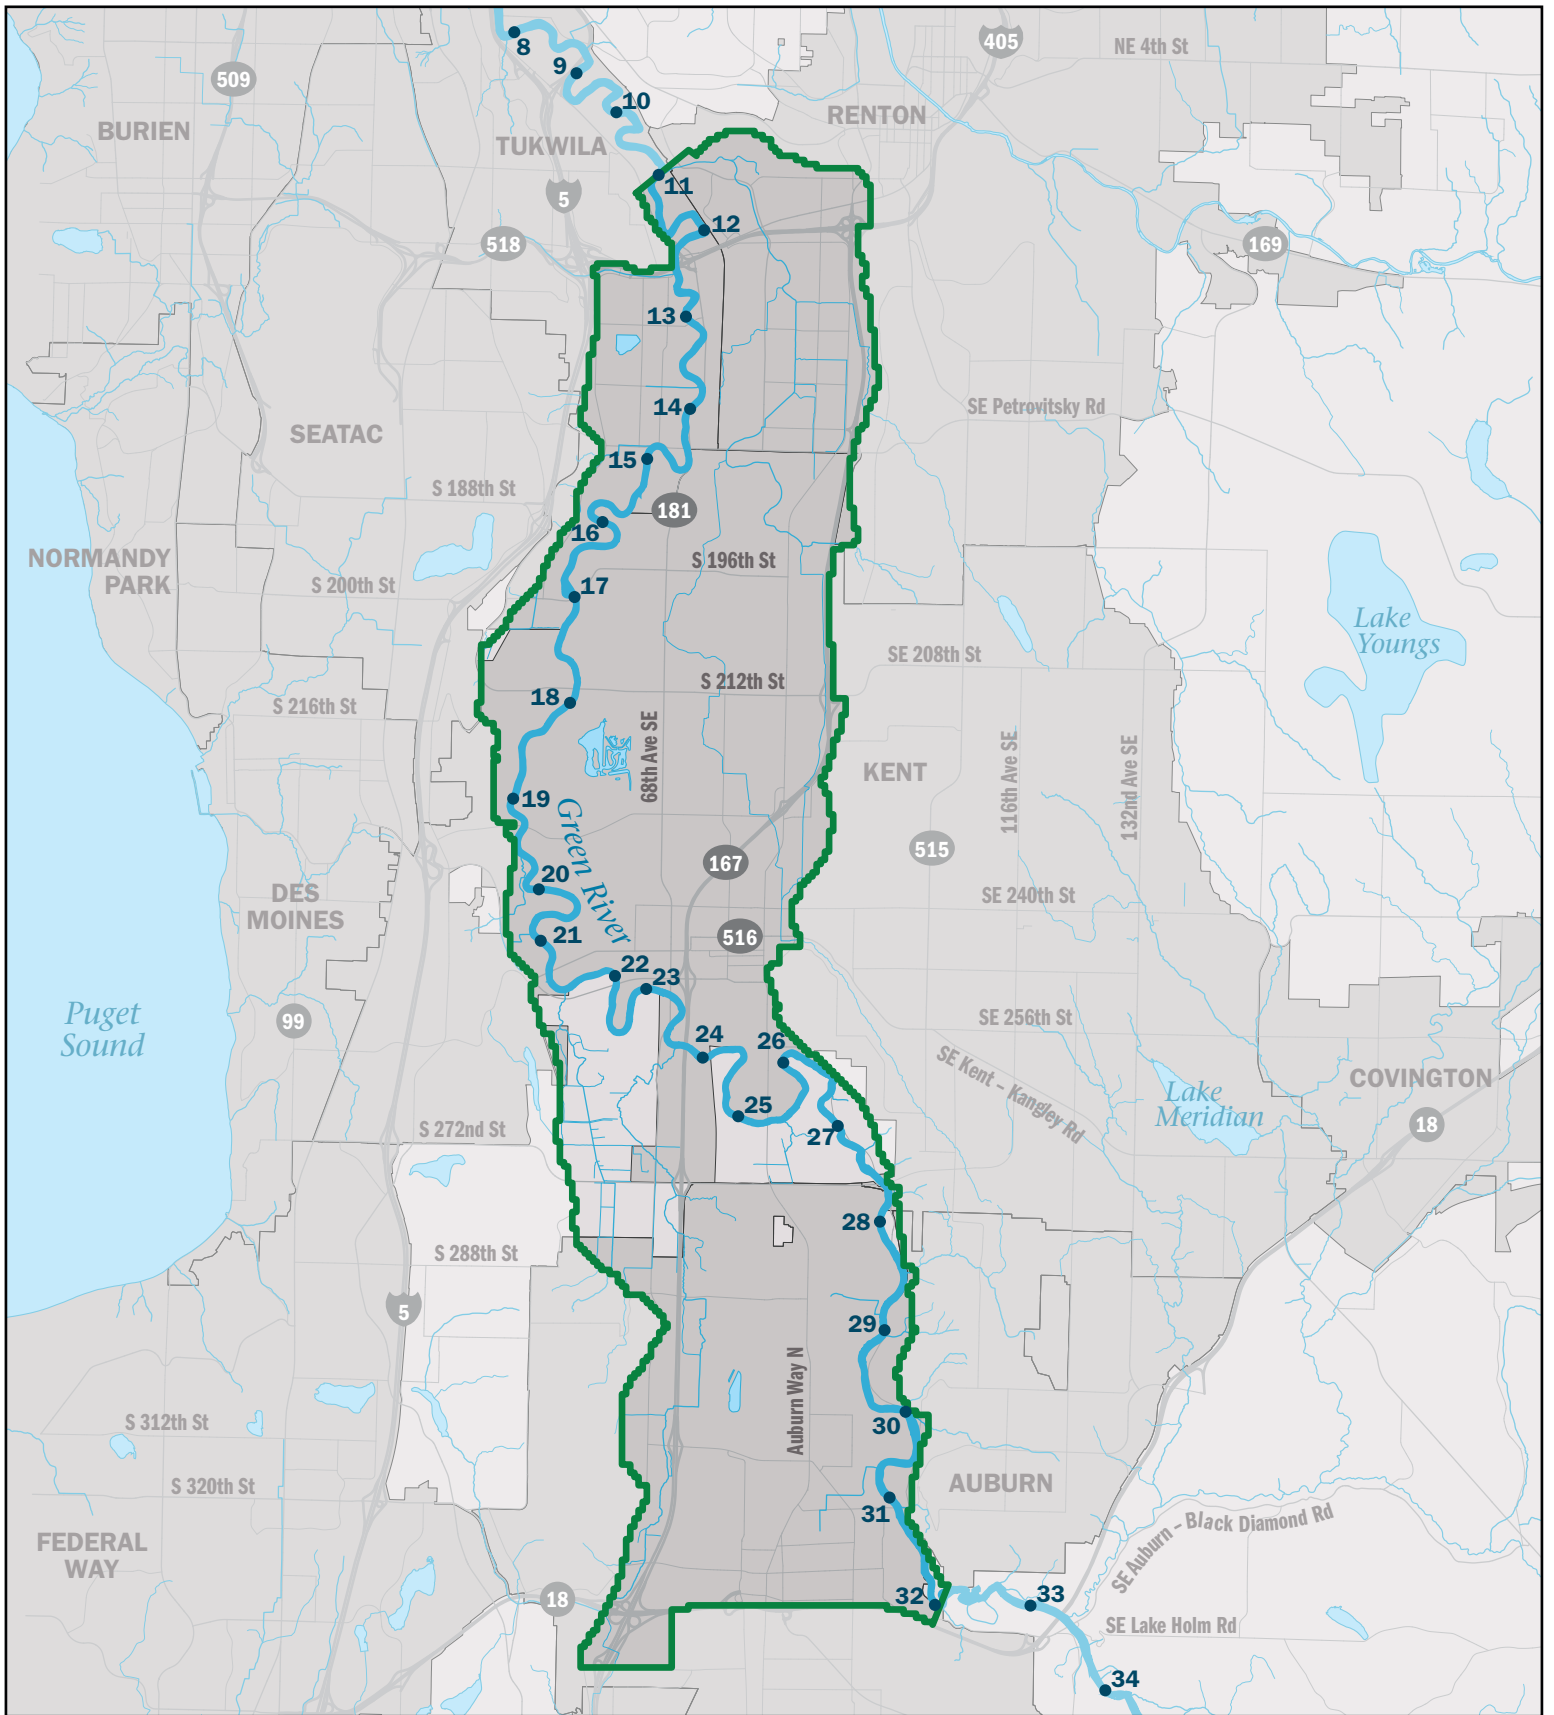 8
405
NE 4th St
9
509
10
RENTON
BURIEN
TUKWILA
11
5
12
518
169
13
14
SE Petrovitsky Rd
SEATAC
15
S 188th St
181
16
NORMANDY
PARK
S 196th St
S 200th St
17
Lake
Youngs
SE 208th St
S 212th St
18
S 216th St
68th Ave SE
116th Ave SE
132nd Ave SE
KENT
19
Green River
515
167
20
DES
MOINES
SE 240th St
21
516
22
23
Puget
Sound
99
SE 256th St
24
26
SE Kent – Kangley Rd
COVINGTON
Lake
Meridian
25
18
S 272nd St
27
28
S 288th St
5
29
Auburn Way N
S 312th St
30
S 320th St
AUBURN
31
SE Auburn – Black Diamond Rd
FEDERAL
WAY
18
32
33
SE Lake Holm Rd
34